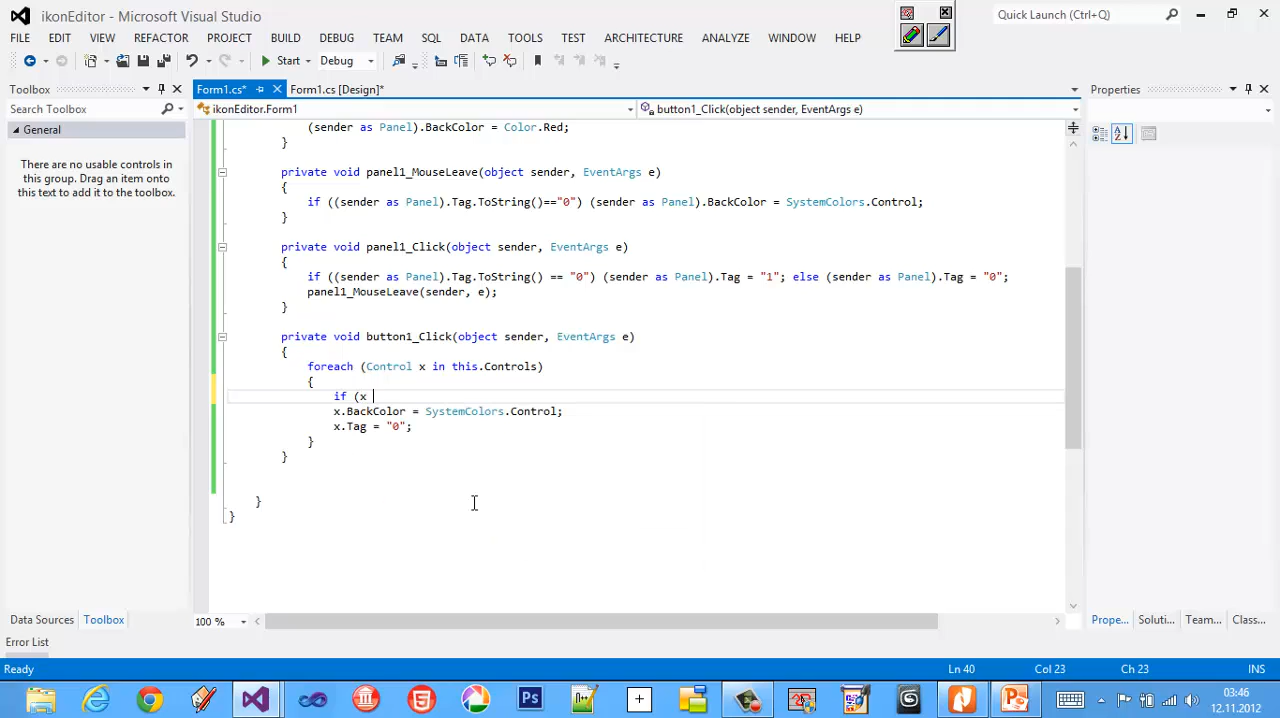 ikonEditor - Microsoft Visual Studio
Quick Launch (Ctrl+Q)
FILE EDIT VIEW REFACTOR PROJECT BUILD DEBUG TEAM SQL DATA TOOLS TEST ARCHITECTURE ANALYZE WINDOW HELP
Start Debug
Toolbox
Form1.cs* Form1.cs [Design]*
Properties
Search Toolbox
ikonEditor.Form1
button1_Click(object sender, EventArgs e)
General
There are no usable controls in
this group. Drag an item onto
this text to add it to the toolbox.
(sender as Panel).BackColor = Color.Red;
}
private void panel1_MouseLeave(object sender, EventArgs e)
{
if ((sender as Panel).Tag.ToString()=="0") (sender as Panel).BackColor = SystemColors.Control;
}
private void panel1_Click(object sender, EventArgs e)
{
if ((sender as Panel).Tag.ToString() == "0") (sender as Panel).Tag = "1"; else (sender as Panel).Tag = "0";
panel1_MouseLeave(sender, e);
}
private void button1_Click(object sender, EventArgs e)
{
foreach (Control x in this.Controls)
{
if (x
x.BackColor = SystemColors.Control;
x.Tag = "0";
}
}
}
}
100 %
Data Sources Toolbox
Prope... Soluti... Team... Class...
Error List
Ready
Ln 40 Col 23 Ch 23 INS
03:46
12.11.2012